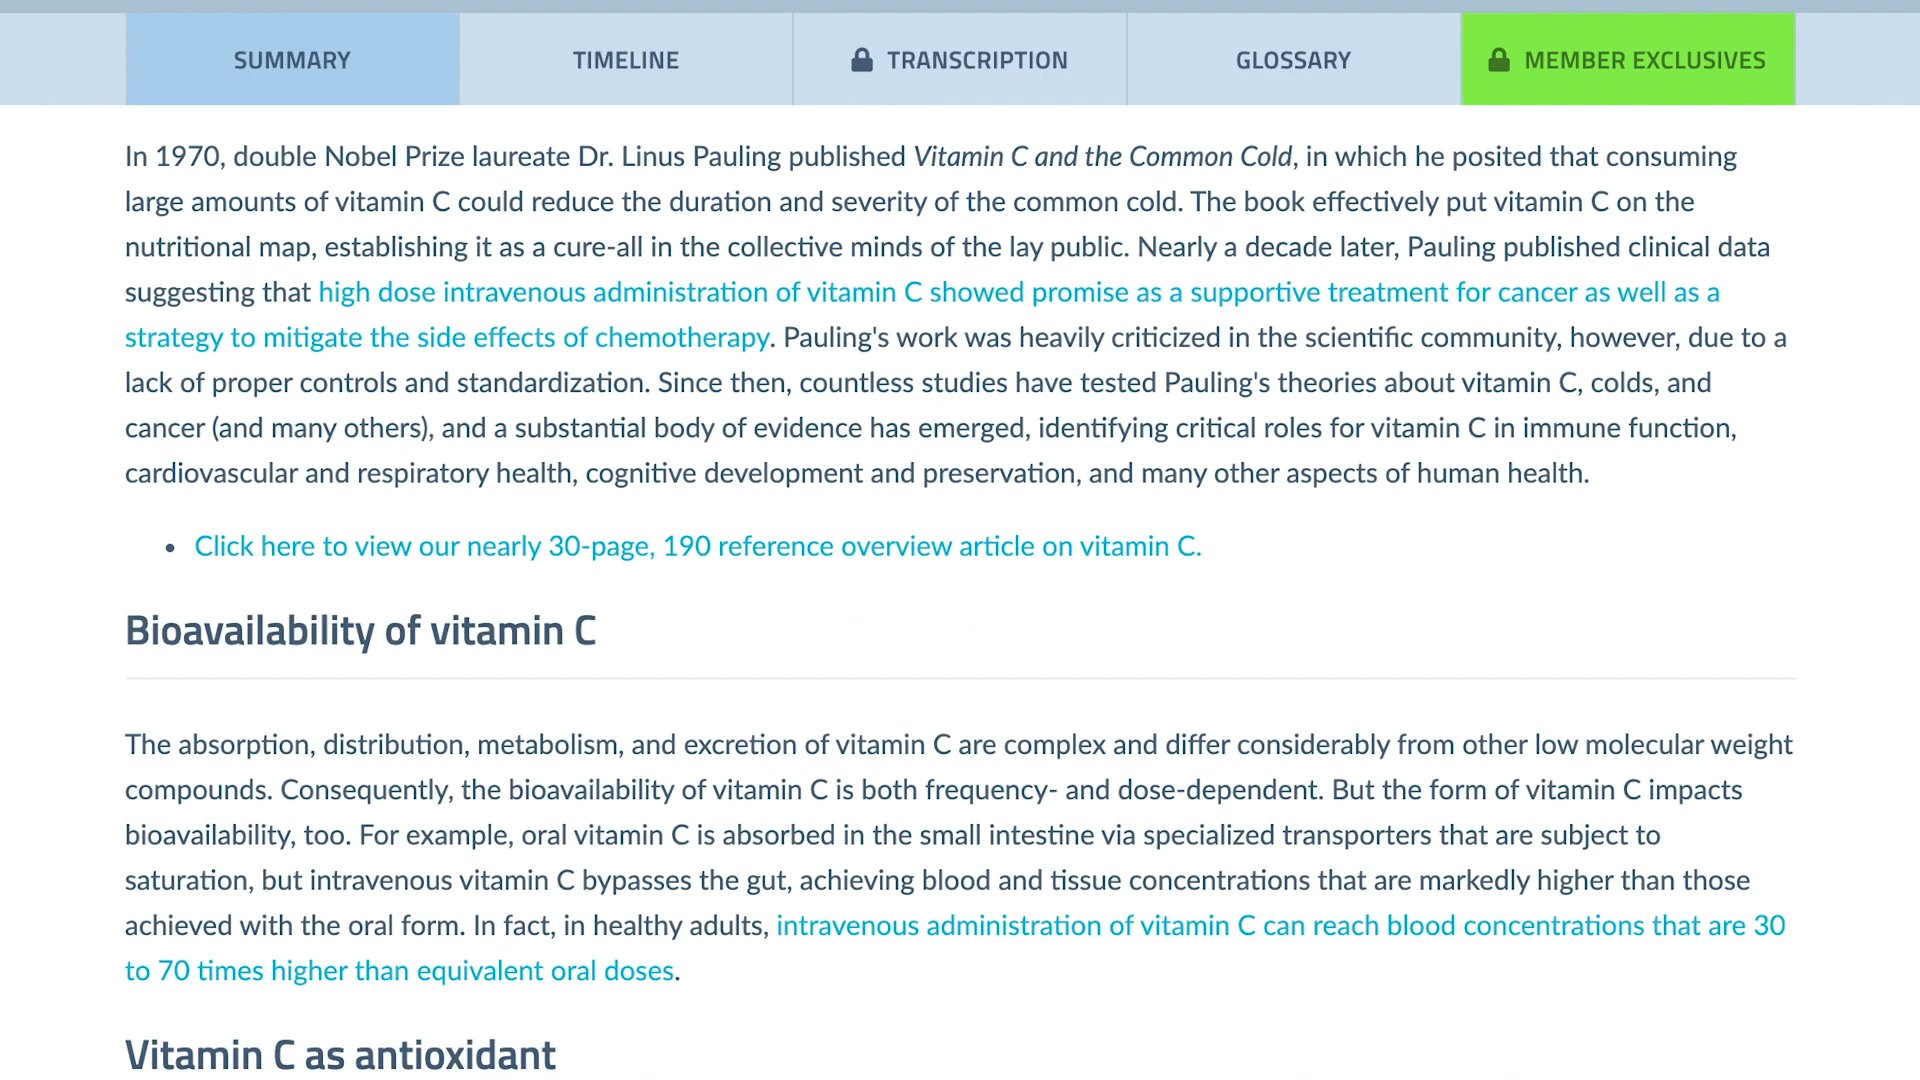 SUMMARY
TIMELINE
TRANSCRIPTION
GLOSSARY
MEMBER EXCLUSIVES
In 1970, double Nobel Prize laureate Dr. Linus Pauling published Vitamin C and the Common Cold, in which he posited that consuming
large amounts of vitamin C could reduce the duration and severity of the common cold. The book effectively put vitamin C on the
nutritional map, establishing it as a cure-all in the collective minds of the lay public. Nearly a decade later, Pauling published clinical data
suggesting that high dose intravenous administration of vitamin C showed promise as a supportive treatment for cancer as well as a
strategy to mitigate the side effects of chemotherapy. Pauling's work was heavily criticized in the scientific community, however, due to a
lack of proper controls and standardization. Since then, countless studies have tested Pauling's theories about vitamin C, colds, and
cancer (and many others), and a substantial body of evidence has emerged, identifying critical roles for vitamin C in immune function,
cardiovascular and respiratory health, cognitive development and preservation, and many other aspects of human health.
• Click here to view our nearly 30-page, 190 reference overview article on vitamin C.
Bioavailability of vitamin C
The absorption, distribution, metabolism, and excretion of vitamin C are complex and differ considerably from other low molecular weight
compounds. Consequently, the bioavailability of vitamin C is both frequency- and dose-dependent. But the form of vitamin C impacts
bioavailability, too. For example, oral vitamin C is absorbed in the small intestine via specialized transporters that are subject to
saturation, but intravenous vitamin C bypasses the gut, achieving blood and tissue concentrations that are markedly higher than those
achieved with the oral form. In fact, in healthy adults, intravenous administration of vitamin C can reach blood concentrations that are 30
to 70 times higher than equivalent oral doses.
Vitamin C as antioxidant